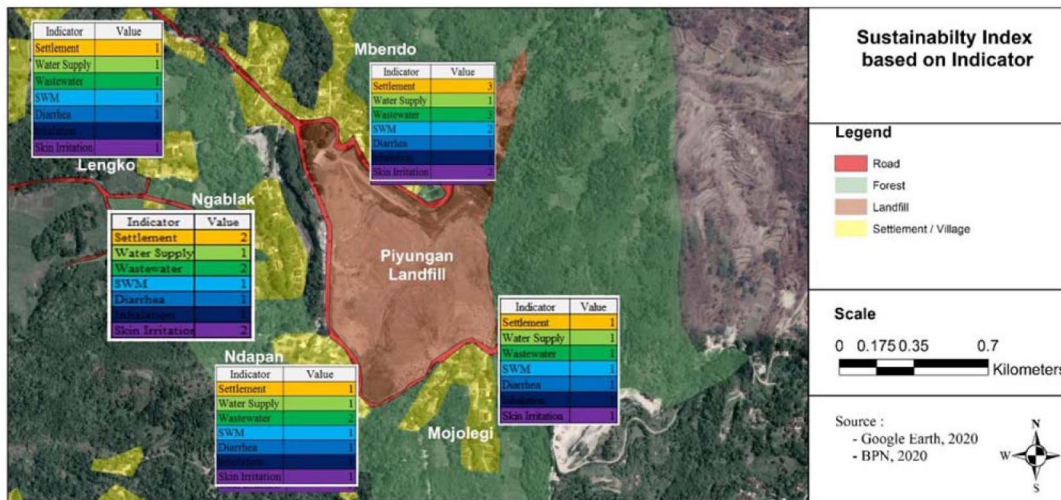 Indicator Value
Settlement 1
Water Supply 1
Wastewater 1
SWM 1
Diarrhea 1
Inhalation
Skin Irritation 1
Lengko
Mbendo
Indicator Value
Settlement 3
Water Supply 1
Wastewater 3
SWM 2
Diarrhea 1
Inhalation
Skin Irritation 2
Ngablak
Indicator Value
Settlement 2
Water Supply 1
Wastewater 2
SWM 1
Diarrhea 1
Inhalation 1
Skin Irritation 2
Piyungan
Landfill
Ndapan
Indicator Value
Settlement 1
Water Supply 1
Wastewater 2
SWM 1
Diarrhea 1
Inhalation
Skin Irritation 1
Mojolegi
Indicator Value
Settlement 1
Water Supply 1
Wastewater 1
SWM 1
Diarrhea 1
Inhalation 1
Skin Irritation 1
Sustainabilty Index
based on Indicator
Legend
Road
Forest
Landfill
Settlement / Village
Scale
0 0.175 0.35 0.7
Kilometers
Source :
- Google Earth, 2020
- BPN, 2020
N
W E
S